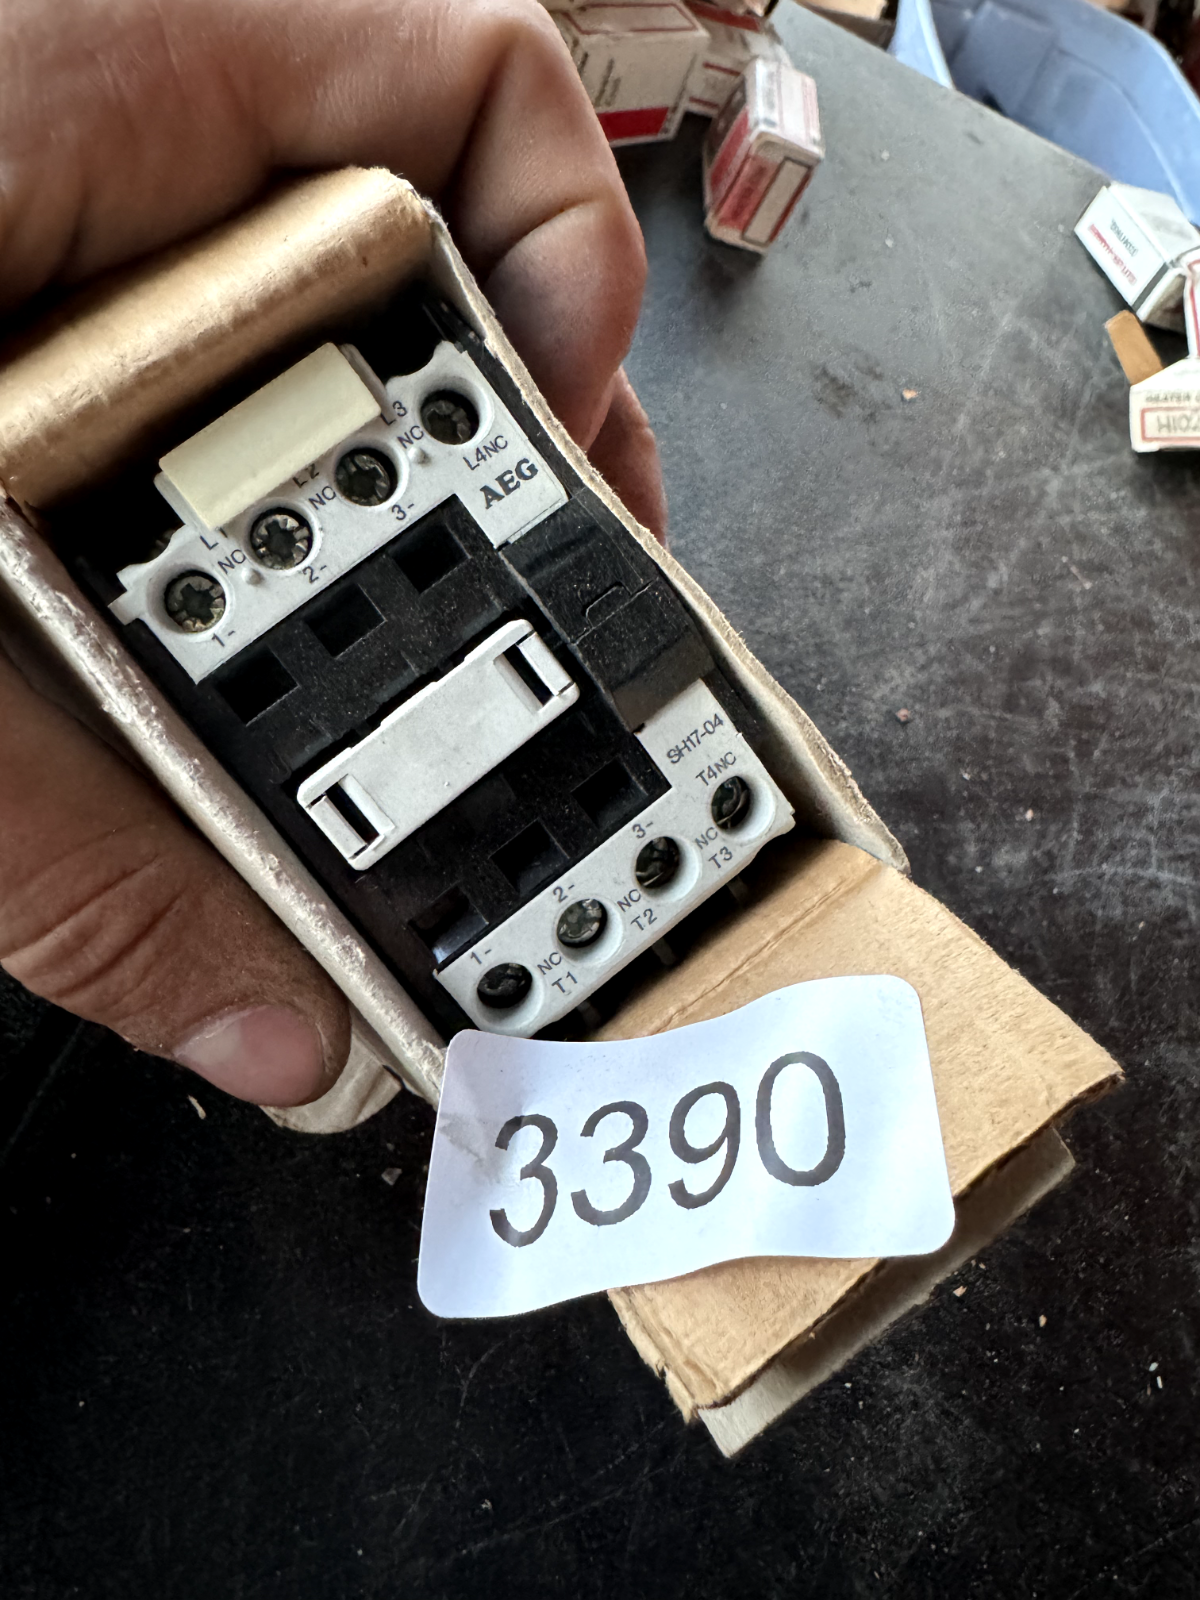 L3
NC
L4NC
AEG
L2
NC
3-
L
NC
2-
1-
SH17-04
T4NC
3-
NC
T3
2-
NC
T2
1-
NC
T1
3390